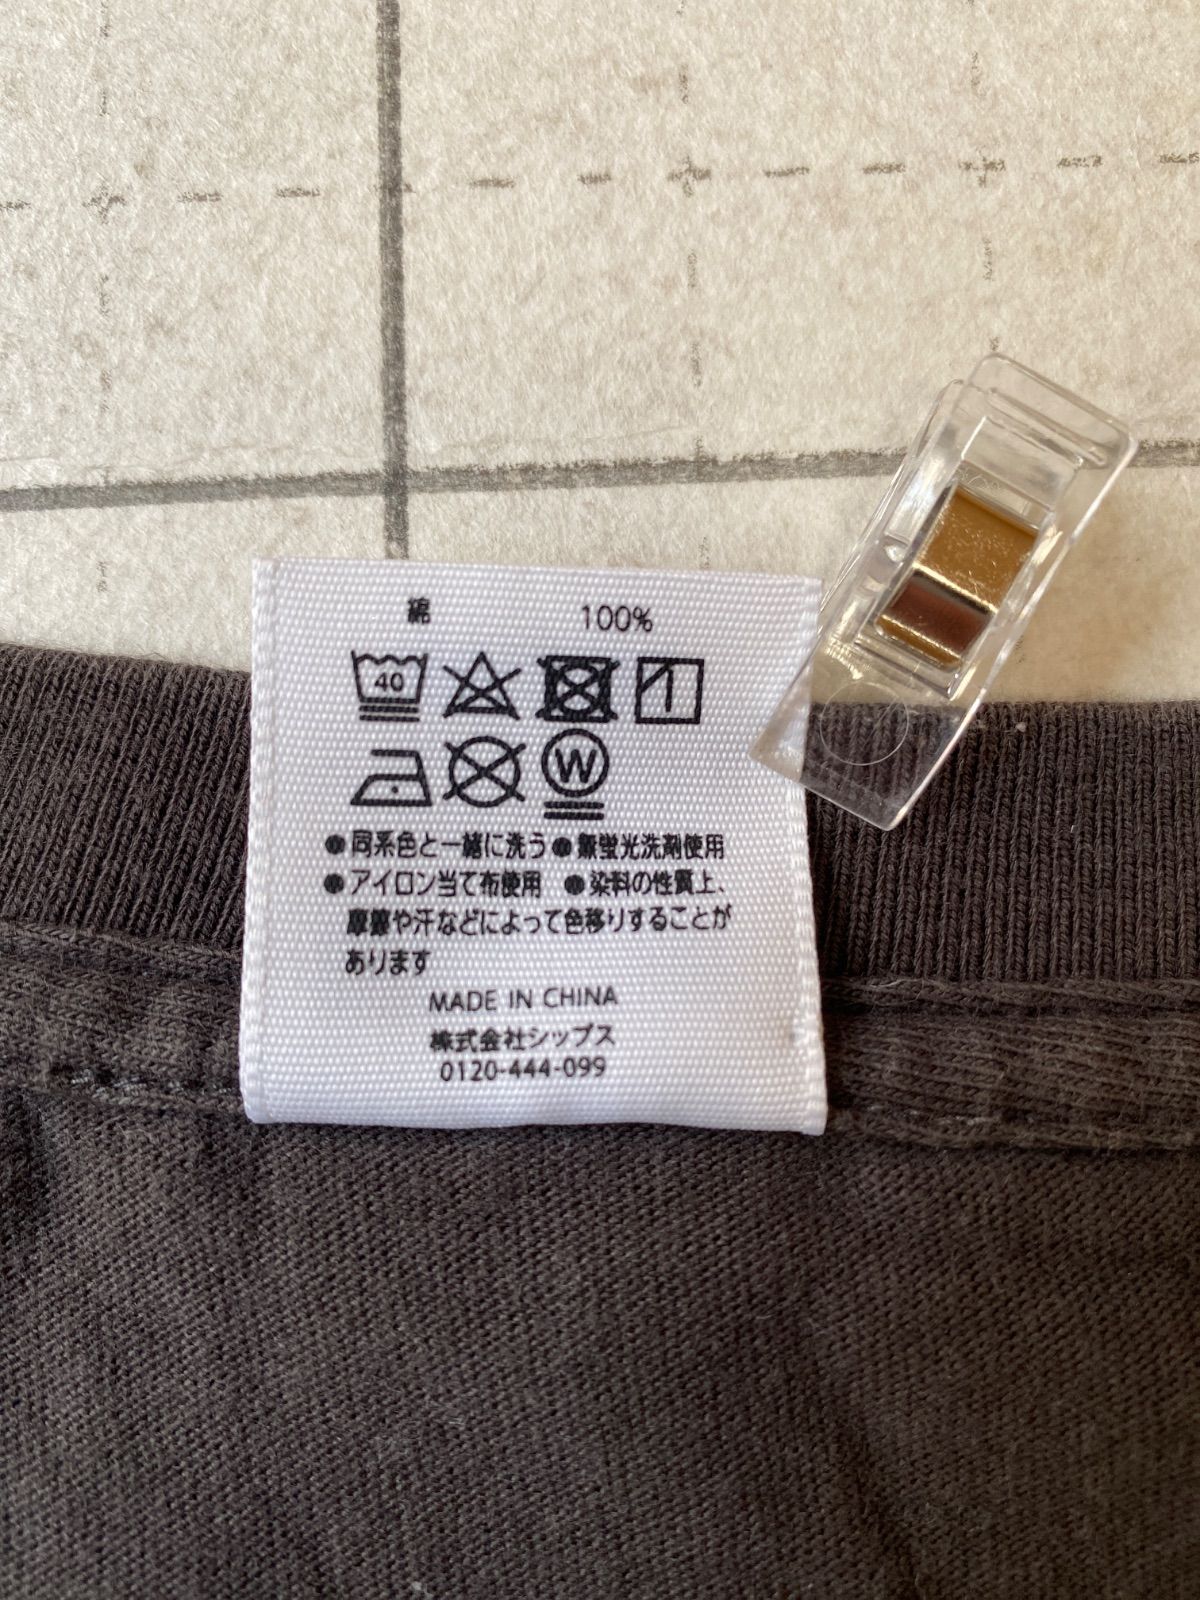 綿 100%
40
W
●同系色と一緒に洗う ●無蛍光洗剤使用
●アイロン当て布使用 ●染料の性質上、
摩擦や汗などによって色移りすることが
あります
MADE IN CHINA
株式会社シップス
0120-444-099